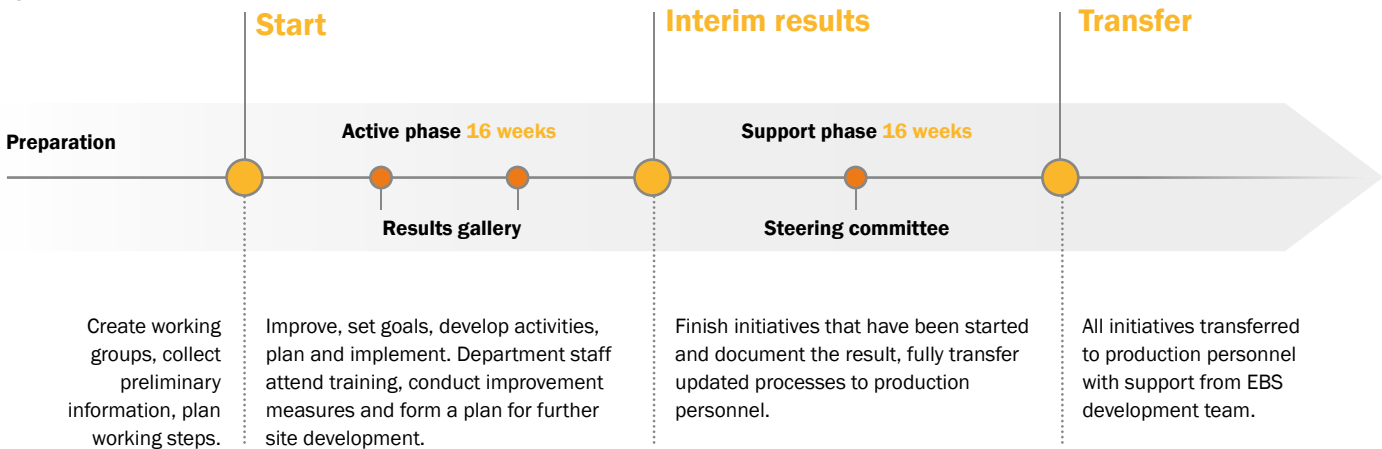 Start
Interim results
Transfer
Preparation
Active phase 16 weeks
Support phase 16 weeks
Results gallery
Steering committee
Create working
groups, collect
preliminary
information, plan
working steps.
Improve, set goals, develop activities,
plan and implement. Department staff
attend training, conduct improvement
measures and form a plan for further
site development.
Finish initiatives that have been started
and document the result, fully transfer
updated processes to production
personnel.
All initiatives transferred
to production personnel
with support from EBS
development team.